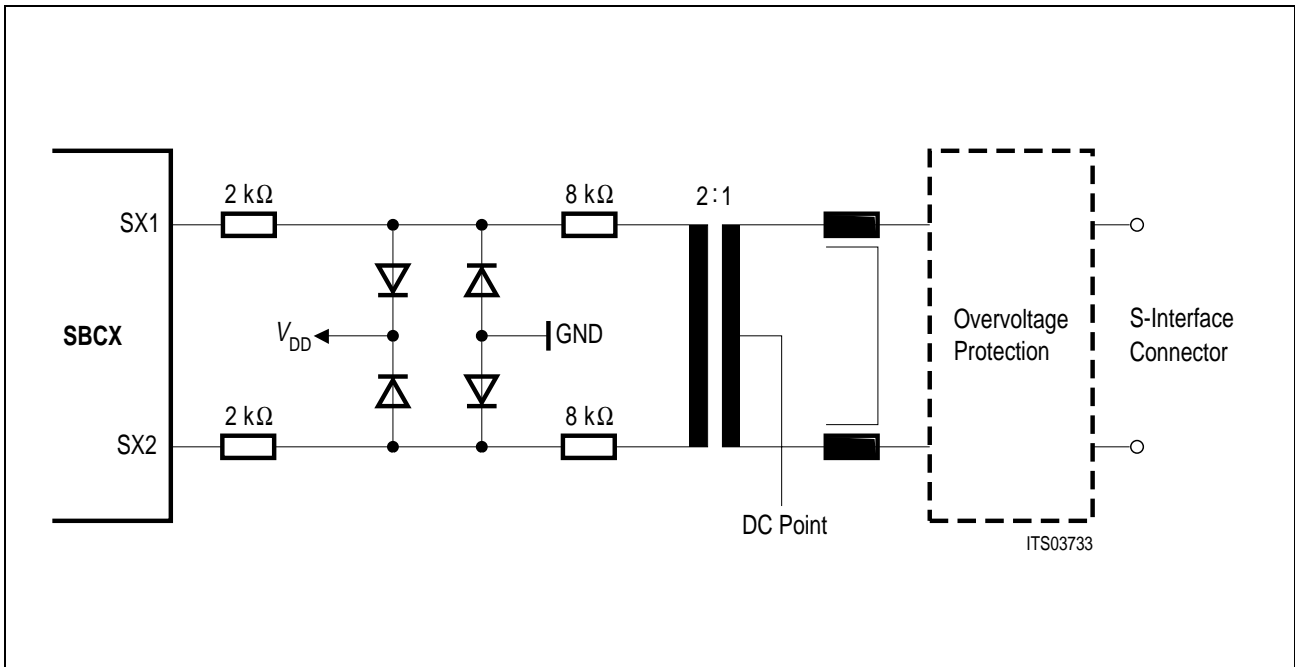 2 kΩ
8 kΩ
2:1
SX1
SBCX
VDD
GND
Overvoltage
Protection
S-Interface
Connector
2 kΩ
8 kΩ
SX2
DC Point
ITS03733